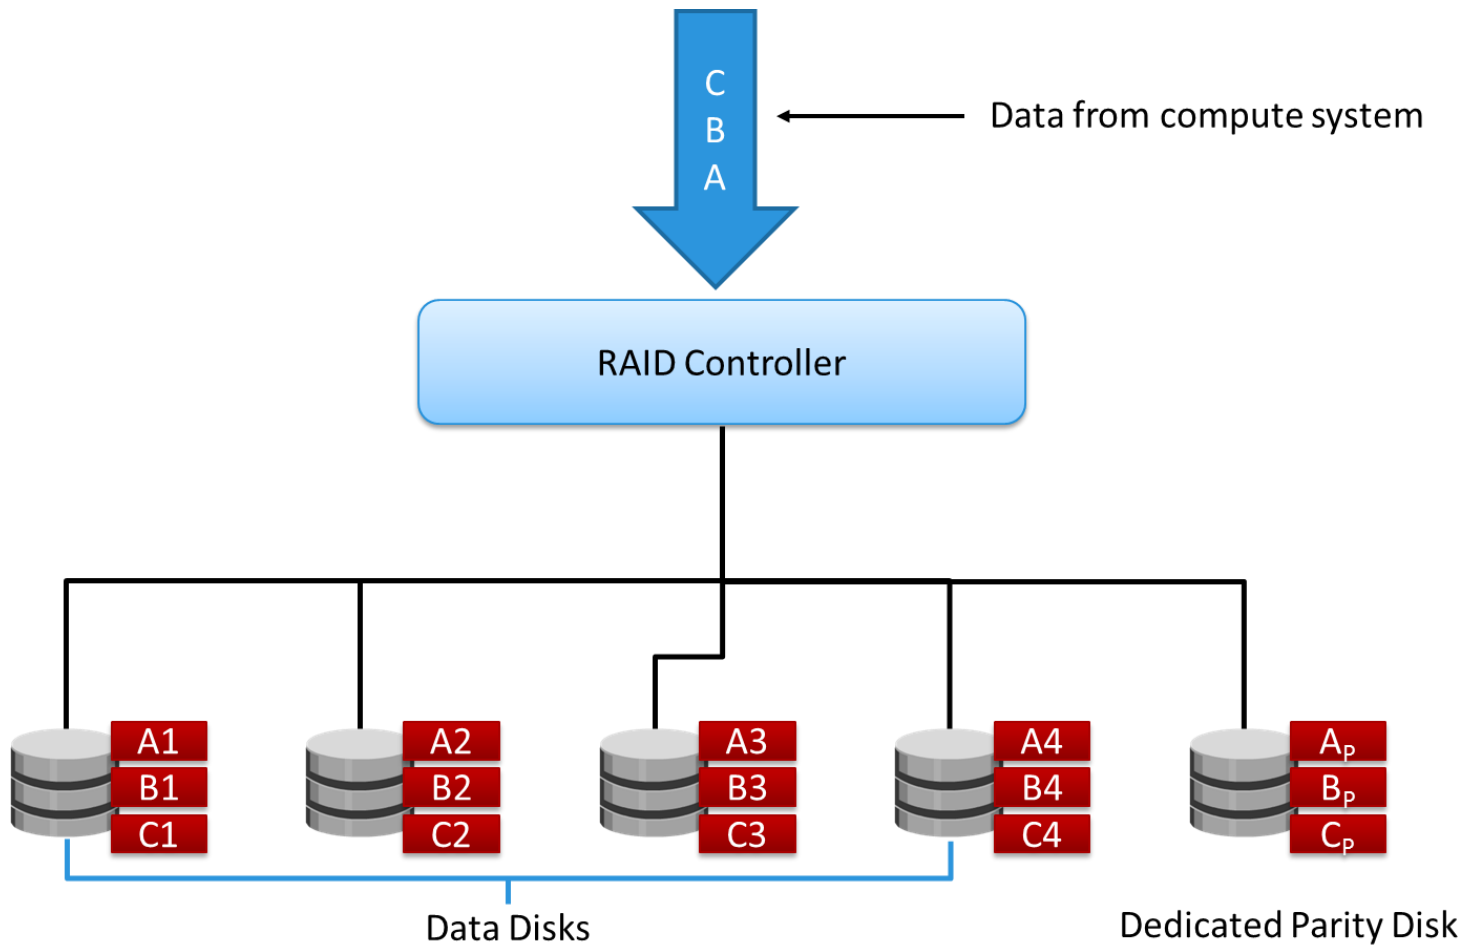 C
B
A
Data from compute system
RAID Controller
A1 A2 A3 A4 Aₚ
B1 B2 B3 B4 Bₚ
C1 C2 C3 C4 Cₚ
Data Disks
Dedicated Parity Disk